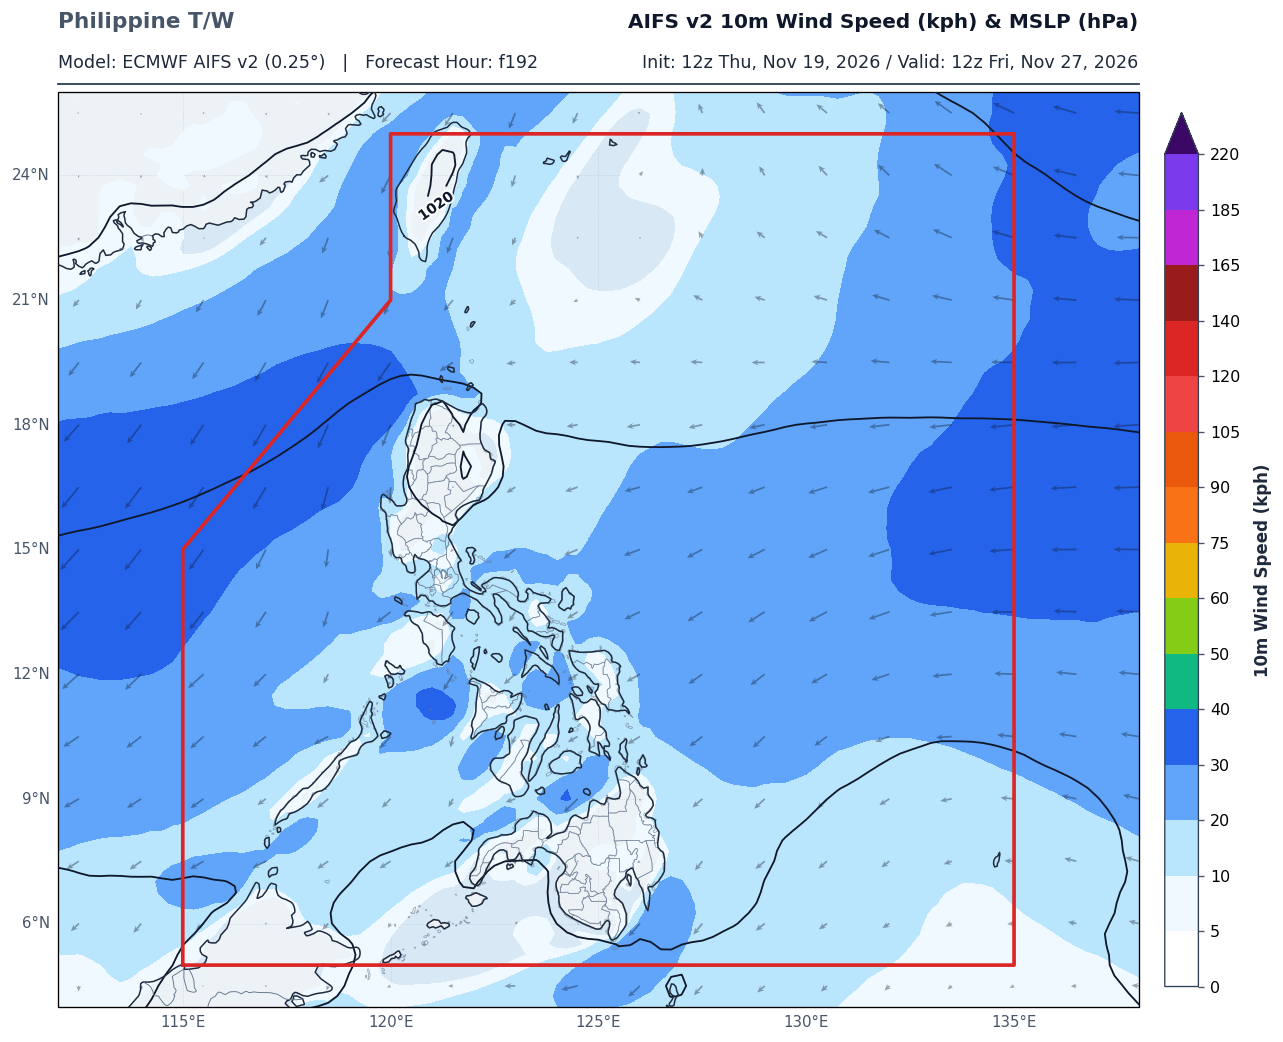 Philippine T/W
AIFS v2 10m Wind Speed (kph) & MSLP (hPa)
Model: ECMWF AIFS v2 (0.25°) | Forecast Hour: f192
Init: 12z Thu, Nov 19, 2026 / Valid: 12z Fri, Nov 27, 2026
24°N
21°N
18°N
15°N
12°N
9°N
6°N
1020
115°E
120°E
125°E
130°E
135°E
220
185
165
140
120
105
90
75
60
50
40
30
20
10
5
0
10m Wind Speed (kph)